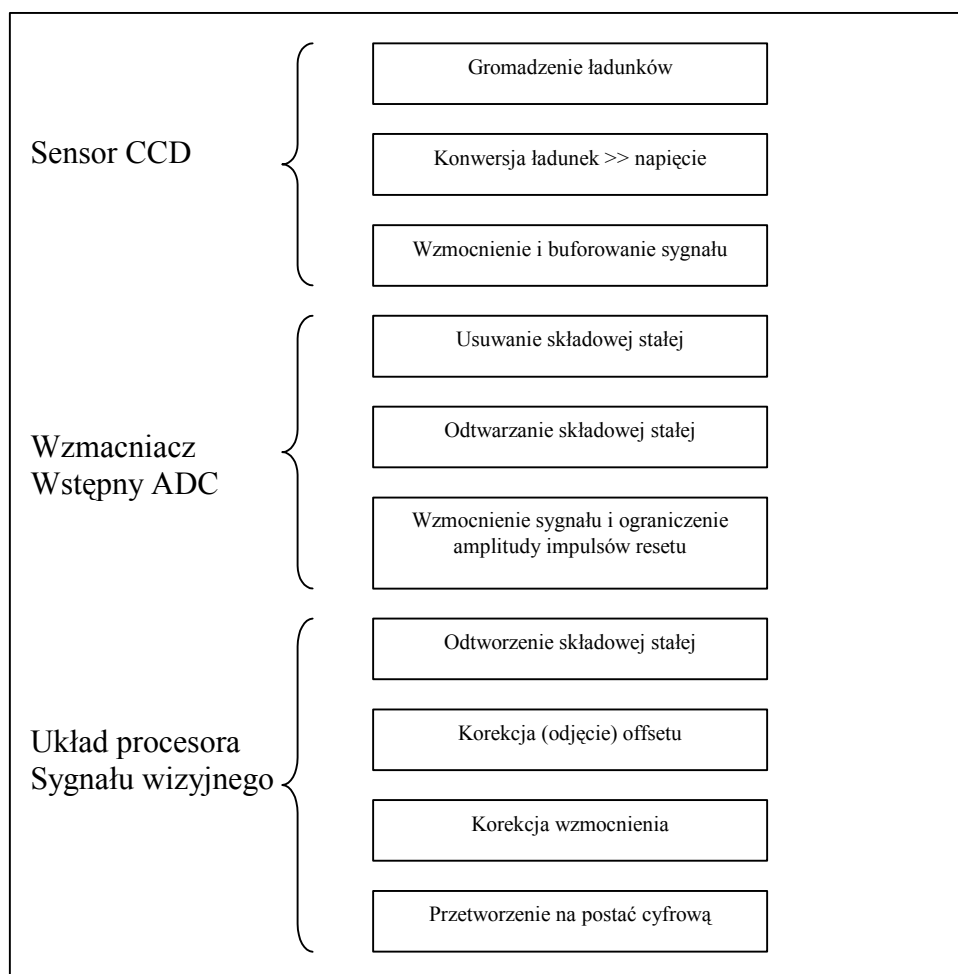 Sensor CCD
Gromadzenie ładunków
Konwersja ładunek >> napięcie
Wzmocnienie i buforowanie sygnału
Wzmacniacz
Wstępny ADC
Usuwanie składowej stałej
Odtwarzanie składowej stałej
Wzmocnienie sygnału i ograniczenie
amplitudy impulsów resetu
Układ procesora
Sygnału wizyjnego
Odtworzenie składowej stałej
Korekcja (odjęcie) offsetu
Korekcja wzmocnienia
Przetworzenie na postać cyfrową